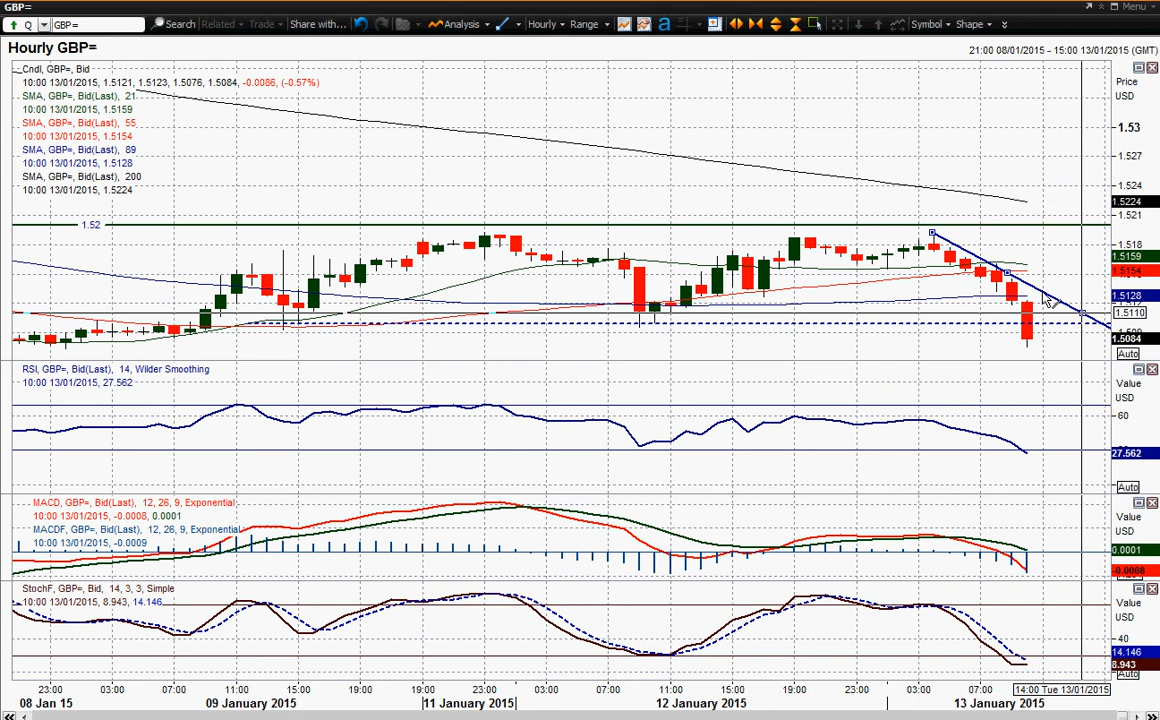 GBP= Menu
Q GBP= Search Related Trade Share with... Analysis Hourly Range a Symbol Shape
Hourly GBP= 21:00 08/01/2015 - 15:00 13/01/2015 (GMT)
Cndl, GBP=, Bid
10:00 13/01/2015, 1.5121, 1.5123, 1.5076, 1.5084, -0.0086, (-0.57%)
SMA, GBP=, Bid(Last), 21
10:00 13/01/2015, 1.5159
SMA, GBP=, Bid(Last), 55
10:00 13/01/2015, 1.5154
SMA, GBP=, Bid(Last), 89
10:00 13/01/2015, 1.5128
SMA, GBP=, Bid(Last), 200
10:00 13/01/2015, 1.5224
1.52
Price
USD
1.53
1.527
1.524
1.5224
1.521
1.518
1.5159
1.5154
1.5128
1.5110
1.5084
Auto
RSI, GBP=, Bid(Last), 14, Wilder Smoothing
10:00 13/01/2015, 27.562
Value
USD
60
27.562
Auto
MACD, GBP=, Bid(Last), 12, 26, 9, Exponential
10:00 13/01/2015, -0.0008, 0.0001
MACDF, GBP=, Bid(Last), 12, 26, 9, Exponential
10:00 13/01/2015, -0.0009
Value
USD
0.0001
-0.0008
StochF, GBP=, Bid, 14, 3, 3, Simple
10:00 13/01/2015, 8.943, 14.146
Value
USD
40
14.146
8.943
Auto
23:00 03:00 07:00 11:00 15:00 19:00 19:00 23:00 03:00 07:00 11:00 15:00 19:00 23:00 03:00 07:00 14:00 Tue 13/01/2015
08 Jan 15 09 January 2015 11 January 2015 12 January 2015 13 January 2015